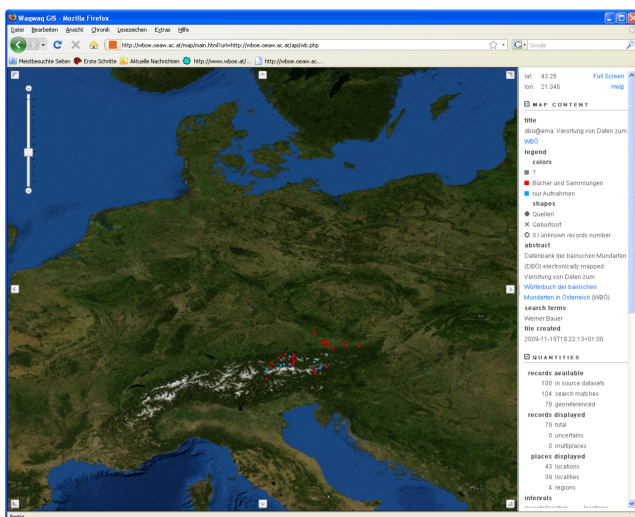 Waqwaq GIS - Mozilla Firefox
Datei Bearbeiten Ansicht Chronik Lesezeichen Extras Hilfe
http://wboe.oeaw.ac.at/map/main.html?url=http://wboe.oeaw.ac.at/api/wb.php
Google
Meistbesuchte Seiten Erste Schritte Aktuelle Nachrichten http://www.wboe.at/... http://wboe.oeaw.ac...
lat: 43.28 Full Screen
lon: 21.345 Help
MAP CONTENT
title
dbo@ema: Verortung von Daten zum
WBÖ
legend
colors
?
Bücher und Sammlungen
nur Aufnahmen
shapes
Quellen
Geburtsort
0 / unknown records number
abstract
Datenbank der bairischen Mundarten
(DBÖ) electronically mapped:
Verortung von Daten zum
Wörterbuch der bairischen
Mundarten in Österreich (WBÖ)
search terms
Werner Bauer
file created
2009-11-19T18:22:13+01:00
QUANTITIES
records available
100 in source datasets
104 search matches
79 georeferenced
records displayed
79 total
0 uncertains
0 multiplaces
places displayed
43 locations
39 localities
4 regions
intervals
records/location locations
Fertig